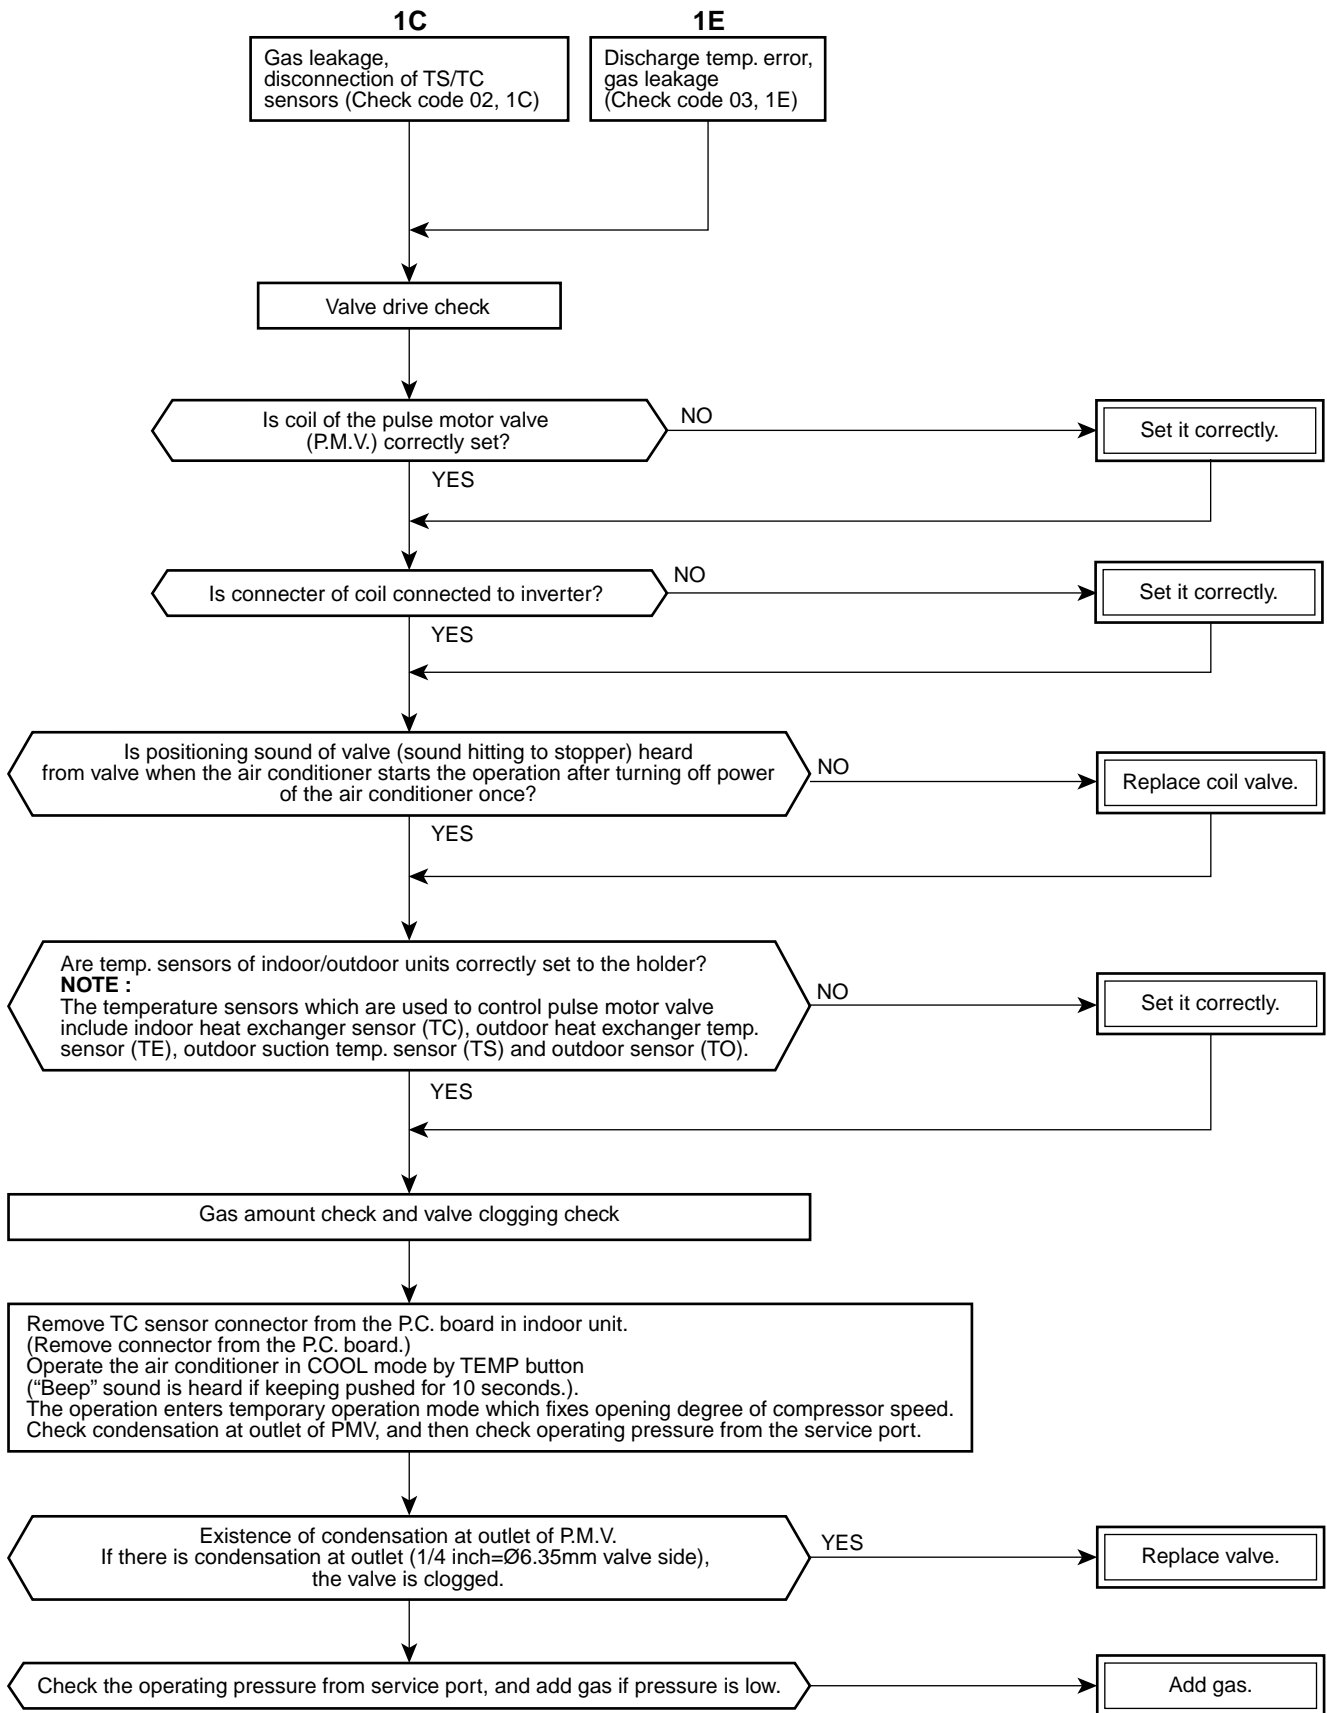 1C
Gas leakage,
disconnection of TS/TC
sensors (Check code 02, 1C)
1E
Discharge temp. error,
gas leakage
(Check code 03, 1E)
Valve drive check
Is coil of the pulse motor valve
(P.M.V.) correctly set?
NO
Set it correctly.
YES
Is connecter of coil connected to inverter?
NO
Set it correctly.
YES
Is positioning sound of valve (sound hitting to stopper) heard
from valve when the air conditioner starts the operation after turning off power
of the air conditioner once?
NO
Replace coil valve.
YES
Are temp. sensors of indoor/outdoor units correctly set to the holder?
NOTE :
The temperature sensors which are used to control pulse motor valve
include indoor heat exchanger sensor (TC), outdoor heat exchanger temp.
sensor (TE), outdoor suction temp. sensor (TS) and outdoor sensor (TO).
NO
Set it correctly.
YES
Gas amount check and valve clogging check
Remove TC sensor connector from the P.C. board in indoor unit.
(Remove connector from the P.C. board.)
Operate the air conditioner in COOL mode by TEMP button
(“Beep” sound is heard if keeping pushed for 10 seconds.).
The operation enters temporary operation mode which fixes opening degree of compressor speed.
Check condensation at outlet of PMV, and then check operating pressure from the service port.
Existence of condensation at outlet of P.M.V.
If there is condensation at outlet (1/4 inch=Ø6.35mm valve side),
the valve is clogged.
YES
Replace valve.
Check the operating pressure from service port, and add gas if pressure is low.
Add gas.